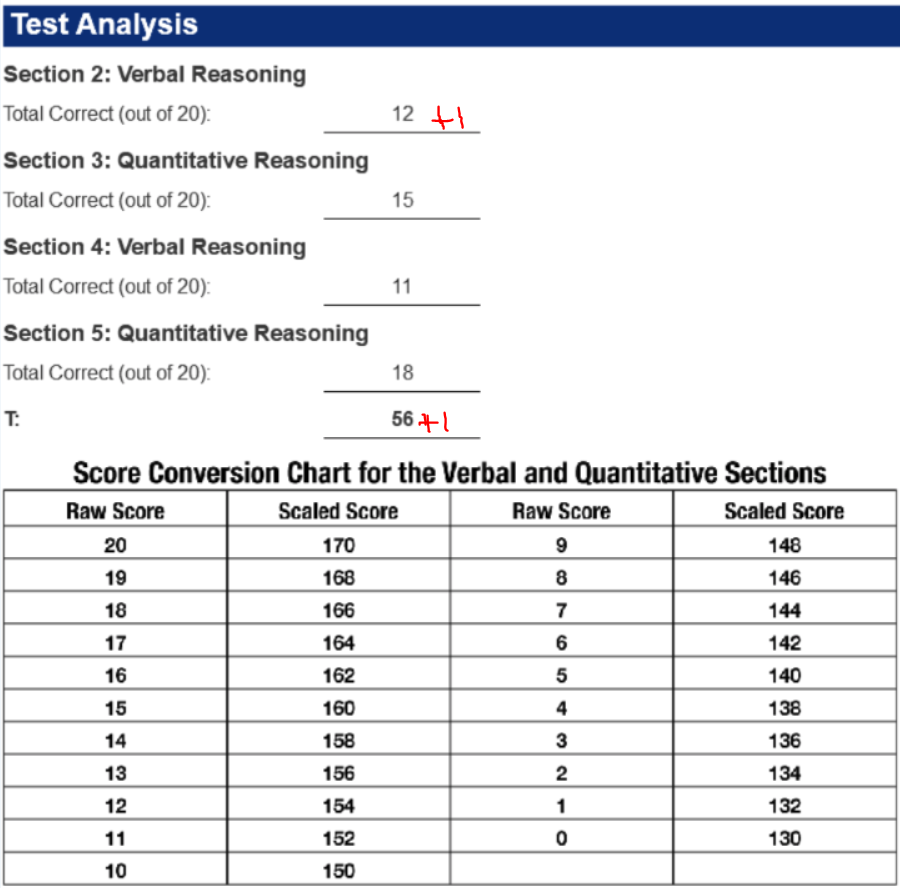 Test Analysis
Section 2: Verbal Reasoning
Total Correct (out of 20): 12 +1
Section 3: Quantitative Reasoning
Total Correct (out of 20): 15
Section 4: Verbal Reasoning
Total Correct (out of 20): 11
Section 5: Quantitative Reasoning
Total Correct (out of 20): 18
T: 56 +1
Score Conversion Chart for the Verbal and Quantitative Sections
Raw Score Scaled Score Raw Score Scaled Score
20 170 9 148
19 168 8 146
18 166 7 144
17 164 6 142
16 162 5 140
15 160 4 138
14 158 3 136
13 156 2 134
12 154 1 132
11 152 0 130
10 150